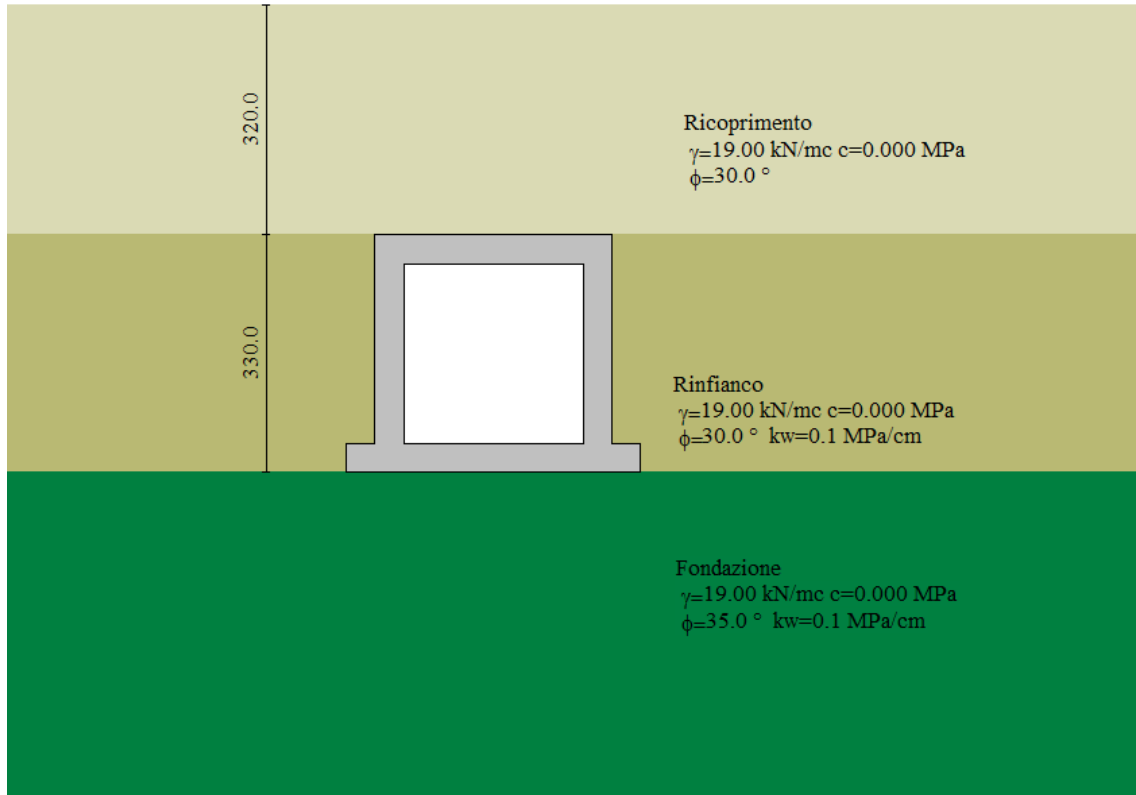 320.0
Ricoprimento
γ=19.00 kN/mc c=0.000 MPa
ϕ=30.0 °
330.0
Rinfianco
γ=19.00 kN/mc c=0.000 MPa
ϕ=30.0 ° kw=0.1 MPa/cm
Fondazione
γ=19.00 kN/mc c=0.000 MPa
ϕ=35.0 ° kw=0.1 MPa/cm